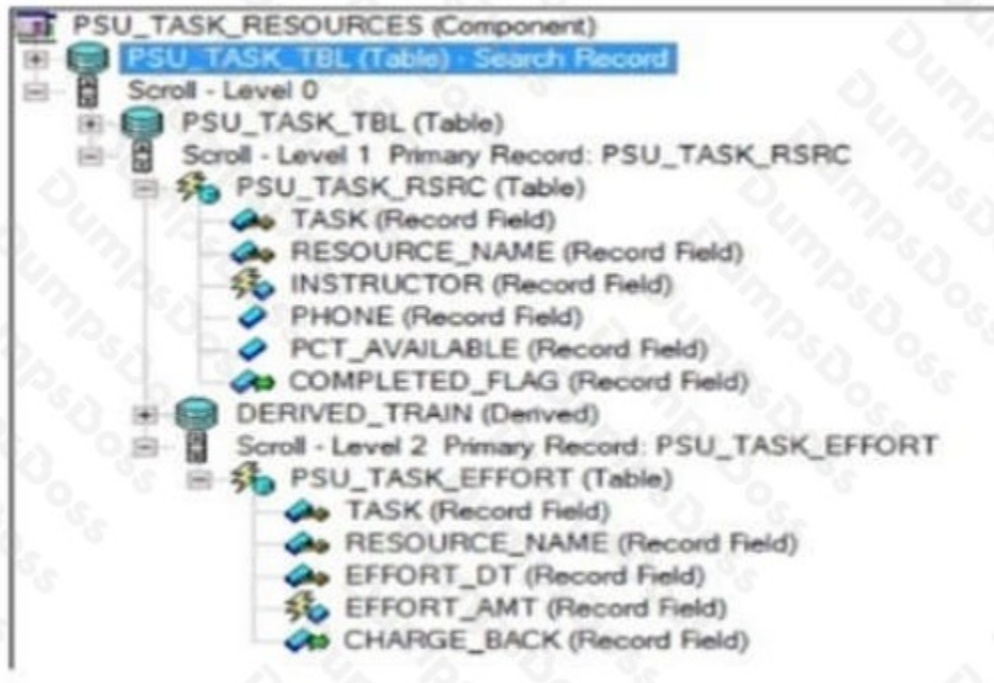 PSU_TASK_RESOURCES (Component)
PSU_TASK_TBL (Table) - Search Record
Scroll - Level 0
PSU_TASK_TBL (Table)
Scroll - Level 1 Primary Record: PSU_TASK_RSRC
PSU_TASK_RSRC (Table)
TASK (Record Field)
RESOURCE_NAME (Record Field)
INSTRUCTOR (Record Field)
PHONE (Record Field)
PCT_AVAILABLE (Record Field)
COMPLETED_FLAG (Record Field)
DERIVED_TRAIN (Derived)
Scroll - Level 2 Primary Record: PSU_TASK_EFFORT
PSU_TASK_EFFORT (Table)
TASK (Record Field)
RESOURCE_NAME (Record Field)
EFFORT_DT (Record Field)
EFFORT_AMT (Record Field)
CHARGE_BACK (Record Field)
DumpsDoss